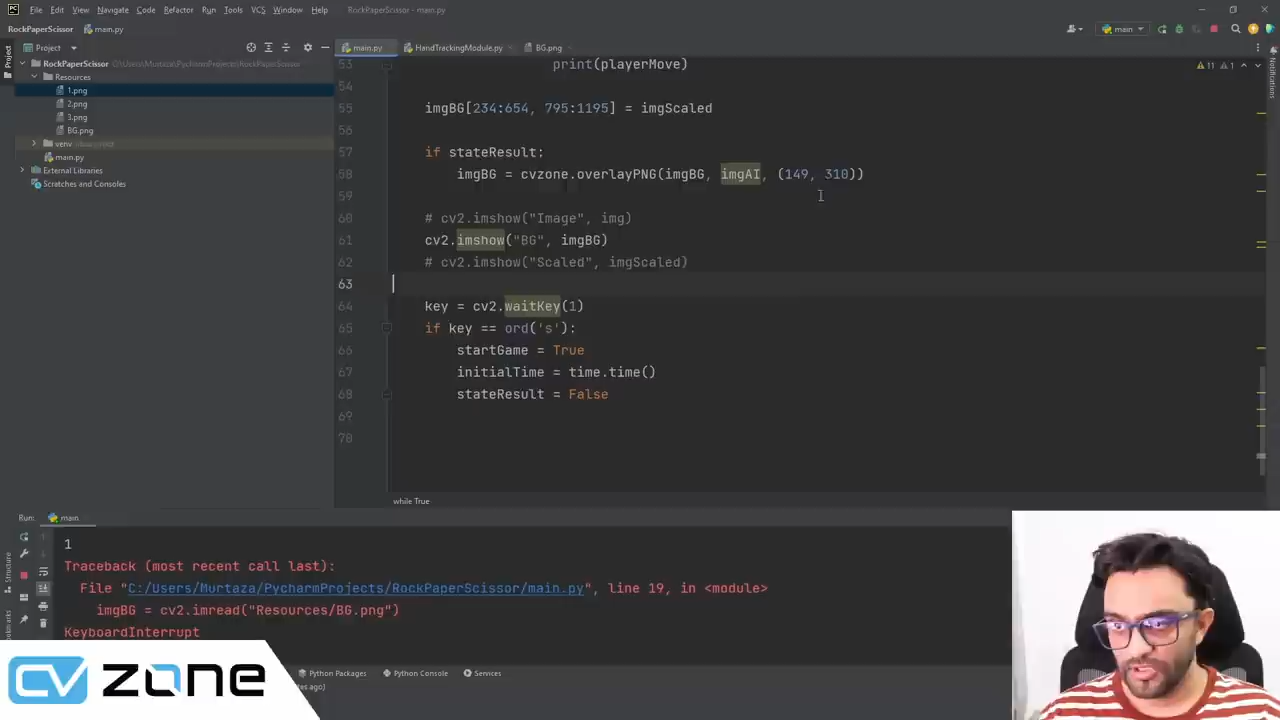 File Edit View Navigate Code Refactor Run Tools VCS Window Help RockPaperScissor - main.py
RockPaperScissor main.py main
Project main.py HandTrackingModule.py BG.png
RockPaperScissor C:\Users\Murtaza\PycharmProjects\RockPaperScissor
Resources
1.png
2.png
3.png
BG.png
venv
main.py
External Libraries
Scratches and Consoles
Project
Notifications
11 1
53 print(playerMove)
54
55 imgBG[234:654, 795:1195] = imgScaled
56
57 if stateResult:
58 imgBG = cvzone.overlayPNG(imgBG, imgAI, (149, 310))
59
60 # cv2.imshow("Image", img)
61 cv2.imshow("BG", imgBG)
62 # cv2.imshow("Scaled", imgScaled)
63
64 key = cv2.waitKey(1)
65 if key == ord('s'):
66 startGame = True
67 initialTime = time.time()
68 stateResult = False
69
70
while True
Run: main
1
Traceback (most recent call last):
File "C:/Users/Murtaza/PycharmProjects/RockPaperScissor/main.py", line 19, in <module>
imgBG = cv2.imread("Resources/BG.png")
KeyboardInterrupt
Structure
Python Packages Python Console Services
CV ZONE